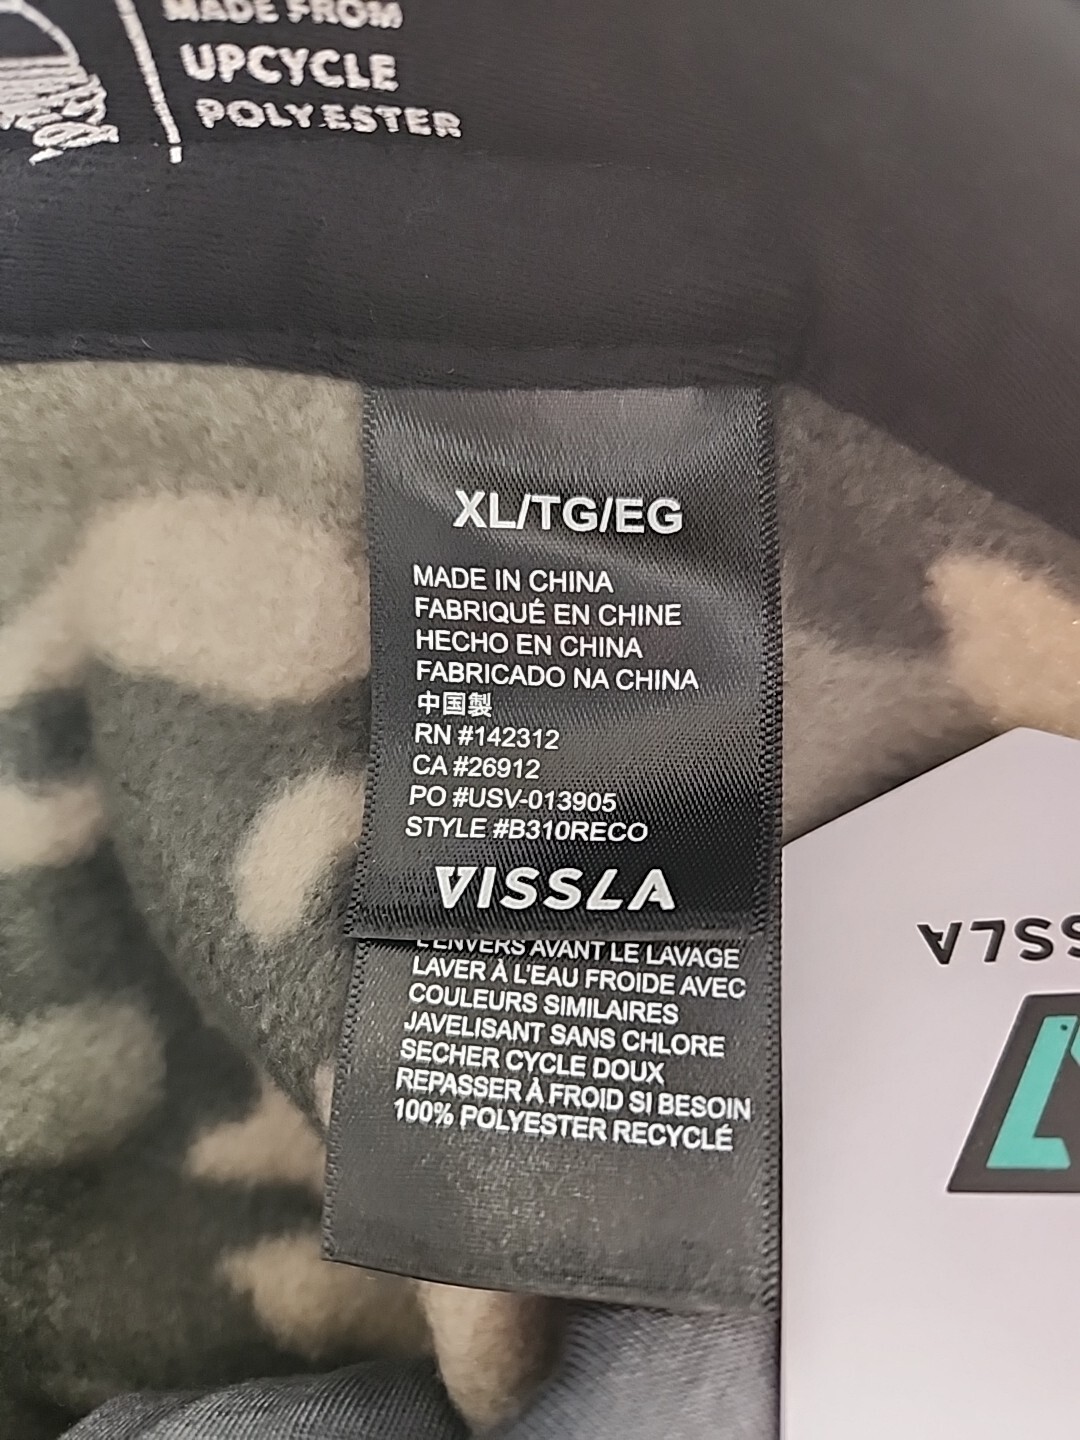 MADE FROM
UPCYCLE
POLYESTER
XL/TG/EG
MADE IN CHINA
FABRIQUÉ EN CHINE
HECHO EN CHINA
FABRICADO NA CHINA
中国製
RN #142312
CA #26912
PO #USV-013905
STYLE #B310RECO
VISSLA
L'ENVERS AVANT LE LAVAGE
LAVER À L'EAU FROIDE AVEC
COULEURS SIMILAIRES
JAVELISANT SANS CHLORE
SECHER CYCLE DOUX
REPASSER À FROID SI BESOIN
100% POLYESTER RECYCLÉ